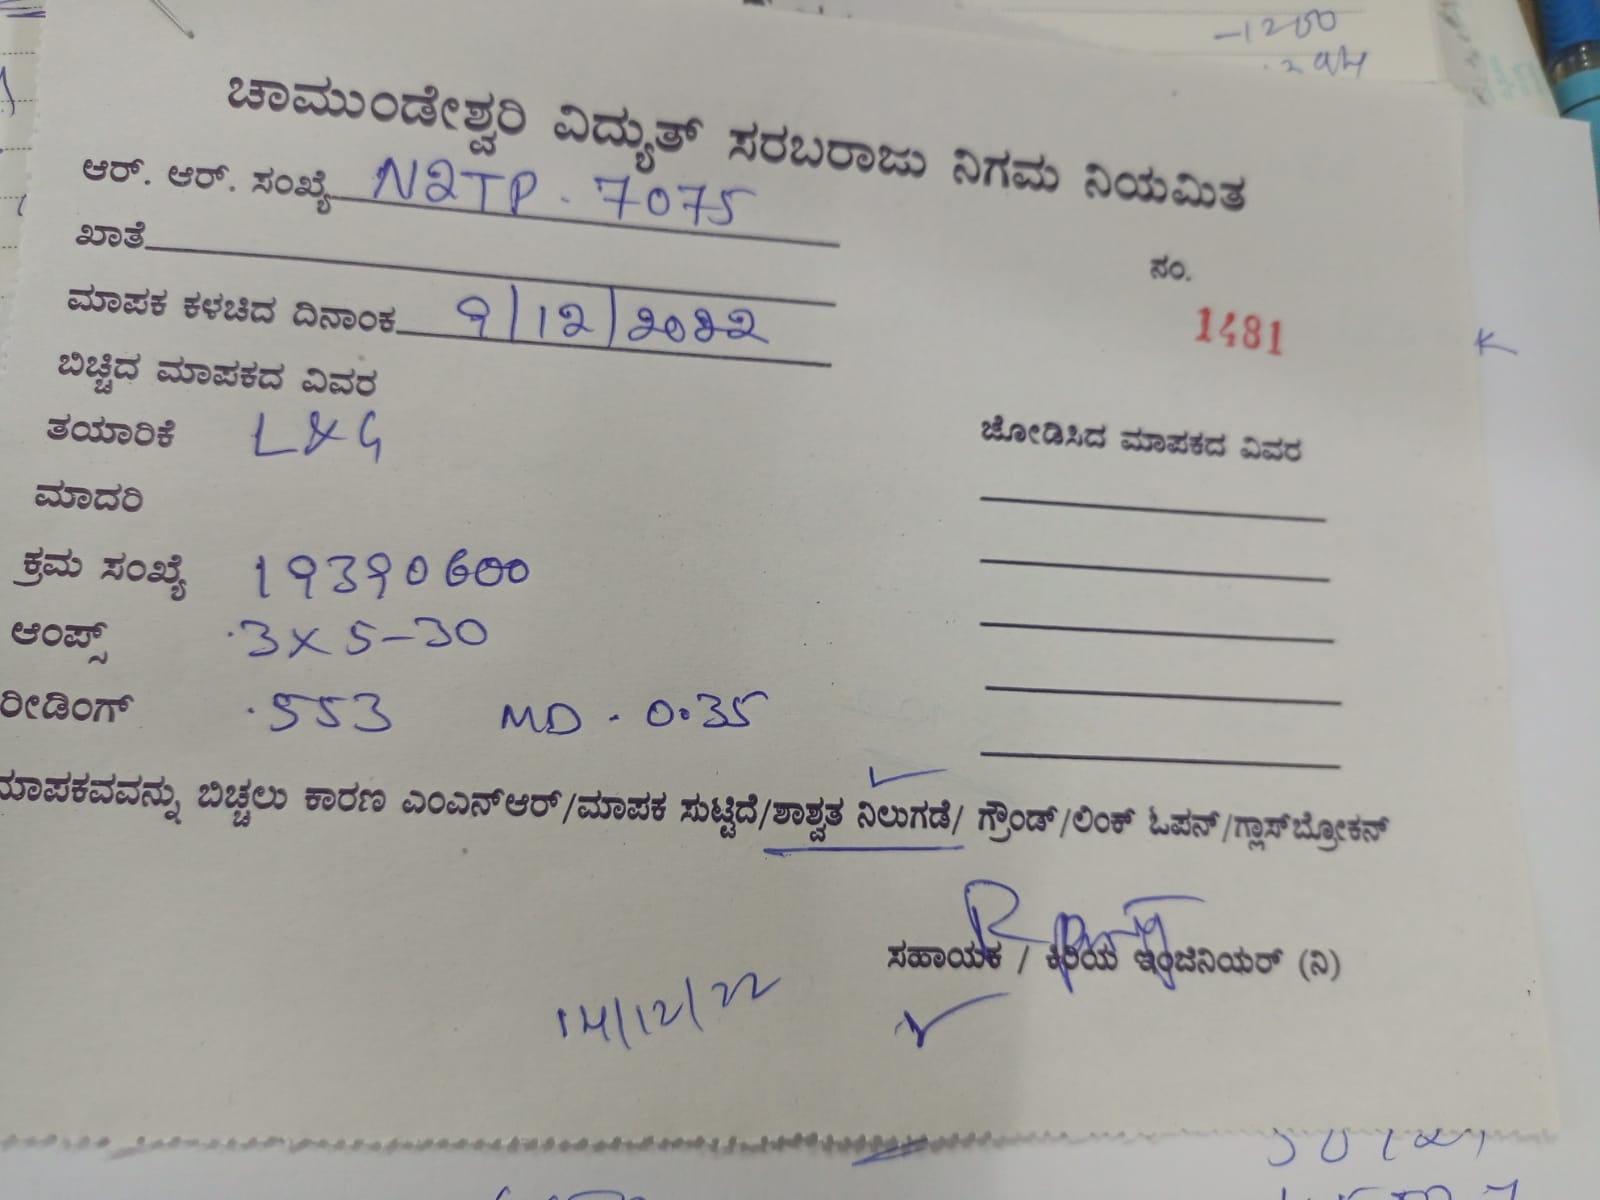 -1200
ಚಾಮುಂಡೇಶ್ವರಿ ವಿದ್ಯುತ್ ಸರಬರಾಜು ನಿಗಮ ನಿಯಮಿತ
ಆರ್. ಆರ್. ಸಂಖ್ಯೆ N2TP. 7075
ಖಾತೆ
ನಂ.
1481
ಮಾಪಕ ಕಳಚಿದ ದಿನಾಂಕ 9/12/2022
ಬಿಚ್ಚಿದ ಮಾಪಕದ ವಿವರ
ಜೋಡಿಸಿದ ಮಾಪಕದ ವಿವರ
ತಯಾರಿಕೆ L&G
ಮಾದರಿ
ಕ್ರಮ ಸಂಖ್ಯೆ 19390600
ಆಂಪ್ಸ್ .3x5-30
ರೀಡಿಂಗ್ .553 MD - 0.35
ಮಾಪಕವವನ್ನು ಬಿಚ್ಚಲು ಕಾರಣ ಎಂಎನ್‌ಆರ್/ಮಾಪಕ ಸುಟ್ಟಿದೆ/ಶಾಶ್ವತ ನಿಲುಗಡೆ/ ಗ್ರೌಂಡ್/ಲಿಂಕ್ ಓಪನ್/ಗ್ಲಾಸ್‌ಬ್ರೋಕನ್
ಸಹಾಯಕ / ಕಿರಿಯ ಇಂಜಿನಿಯರ್ (ನಿ)
14/12/22